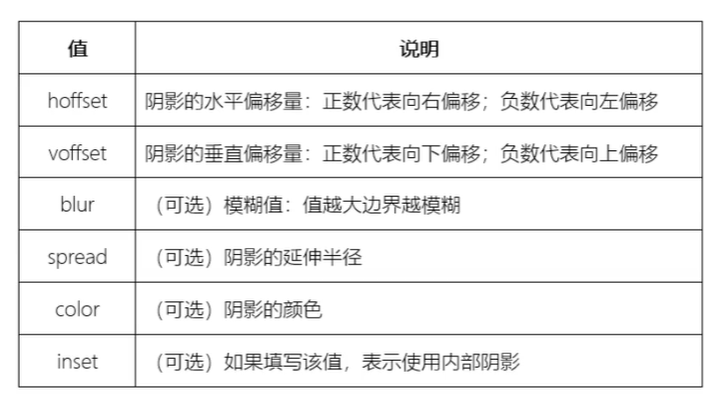 值 说明
hoffset 阴影的水平偏移量：正数代表向右偏移；负数代表向左偏移
voffset 阴影的垂直偏移量：正数代表向下偏移；负数代表向上偏移
blur （可选）模糊值：值越大边界越模糊
spread （可选）阴影的延伸半径
color （可选）阴影的颜色
inset （可选）如果填写该值，表示使用内部阴影